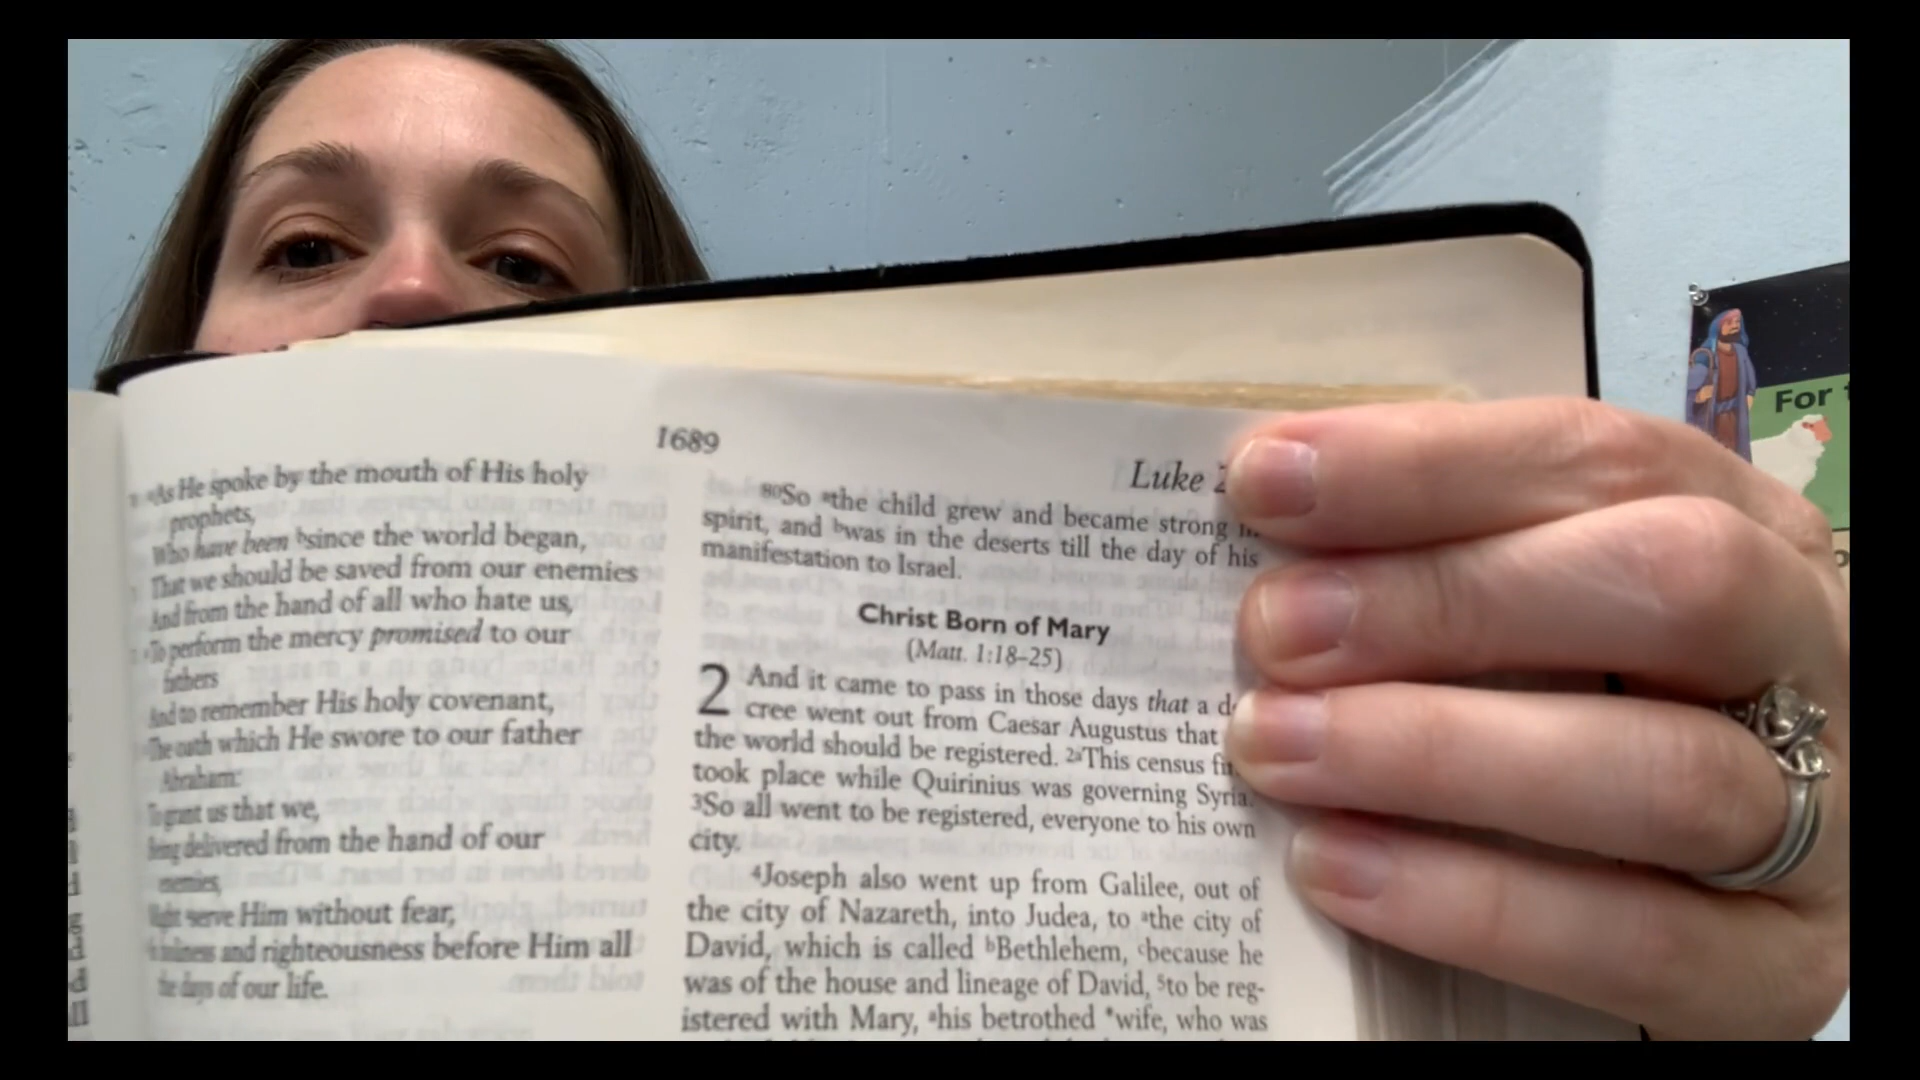 1689
Luke 2
As He spoke by the mouth of His holy
prophets,
Who have been bsince the world began,
That we should be saved from our enemies
And from the hand of all who hate us,
To perform the mercy promised to our
fathers
And to remember His holy covenant,
The oath which He swore to our father
Abraham:
To grant us that we,
Being delivered from the hand of our
enemies,
Might serve Him without fear,
In holiness and righteousness before Him all
the days of our life.
80So athe child grew and became strong
spirit, and bwas in the deserts till the day of his
manifestation to Israel.
Christ Born of Mary
(Matt. 1:18–25)
2 And it came to pass in those days that a
cree went out from Caesar Augustus that
the world should be registered. 2aThis census
took place while Quirinius was governing Syria.
3So all went to be registered, everyone to his own
city.
4Joseph also went up from Galilee, out of
the city of Nazareth, into Judea, to athe city of
David, which is called bBethlehem, cbecause he
was of the house and lineage of David, 5to be reg-
istered with Mary, ahis betrothed *wife, who was
For